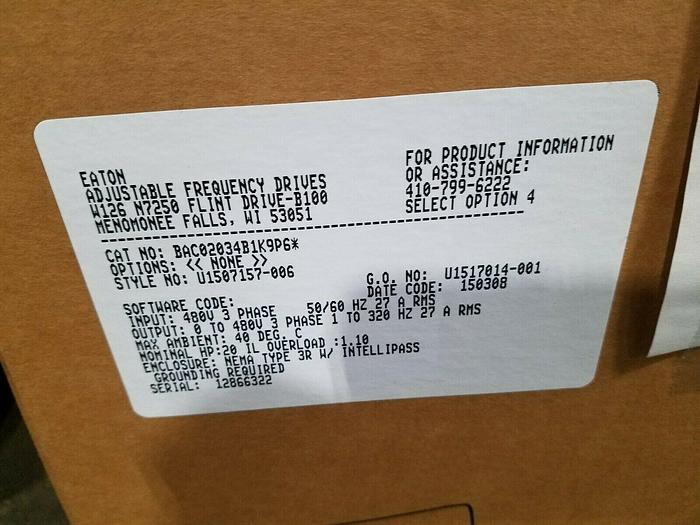 EATON
ADJUSTABLE FREQUENCY DRIVES
W126 N7250 FLINT DRIVE-B100
MENOMONEE FALLS, WI 53051
FOR PRODUCT INFORMATION
OR ASSISTANCE:
410-799-6222
SELECT OPTION 4
CAT NO: BAC02034B1K9P6*
OPTIONS: << NONE >>
STYLE NO: U1507157-006
G.O. NO: U1517014-001
DATE CODE: 150308
SOFTWARE CODE:
INPUT: 480V 3 PHASE 50/60 HZ 27 A RMS
OUTPUT: 0 TO 480V 3 PHASE 1 TO 320 HZ 27 A RMS
MAX AMBIENT: 40 DEG. C
NOMINAL HP:20 IL OVERLOAD :1.10
ENCLOSURE: NEMA TYPE 3R W/ INTELLIPASS
GROUNDING REQUIRED
SERIAL: 12866322